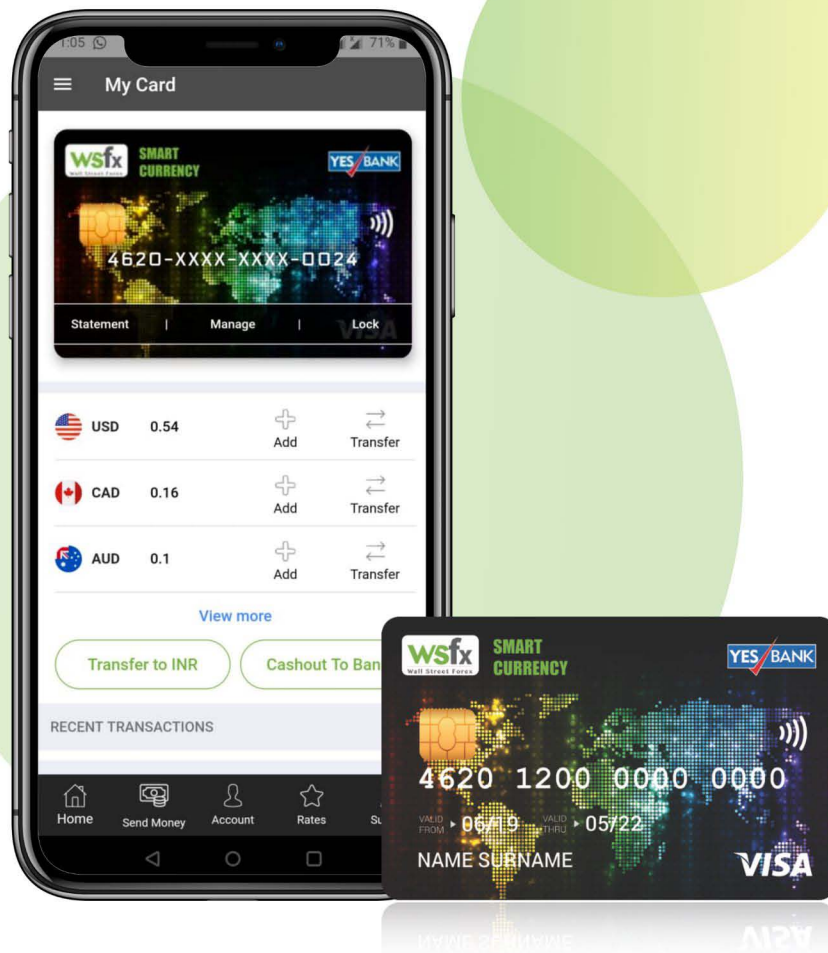 1:05 71%
My Card
wsfx SMART YES BANK
Wall Street Forex CURRENCY
4620-XXXX-XXXX-0024
Statement | Manage | Lock
VISA
USD 0.54 Add Transfer
CAD 0.16 Add Transfer
AUD 0.1 Add Transfer
View more
Transfer to INR Cashout To Ban
RECENT TRANSACTIONS
Home Send Money Account Rates Su
wsfx SMART YES BANK
Wall Street Forex CURRENCY
4620 1200 0000 0000
VALID FROM 06/19 VALID THRU 05/22
NAME SURNAME VISA